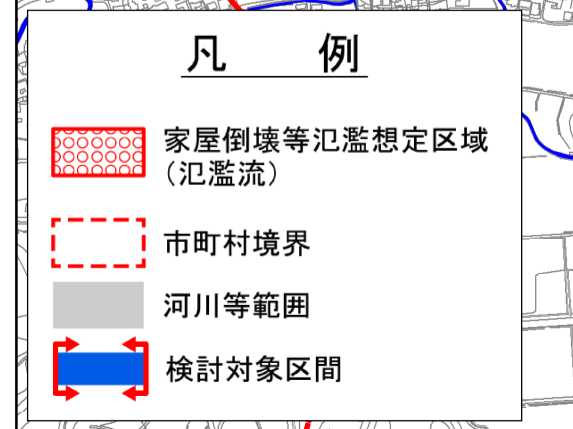 凡　例
家屋倒壊等氾濫想定区域
（氾濫流）
市町村境界
河川等範囲
検討対象区間